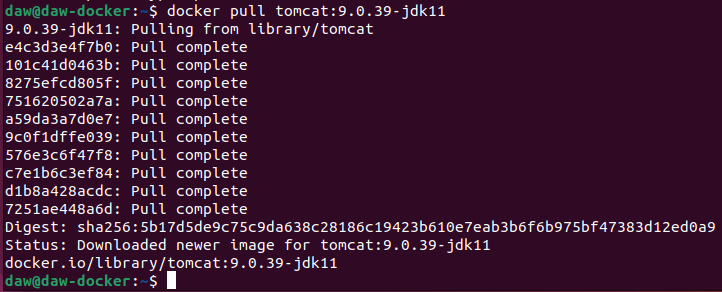 daw@daw-docker:~$ docker pull tomcat:9.0.39-jdk11
9.0.39-jdk11: Pulling from library/tomcat
e4c3d3e4f7b0: Pull complete
101c41d0463b: Pull complete
8275efcd805f: Pull complete
751620502a7a: Pull complete
a59da3a7d0e7: Pull complete
9c0f1dffe039: Pull complete
576e3c6f47f8: Pull complete
c7e1b6c3ef84: Pull complete
d1b8a428acdc: Pull complete
7251ae448a6d: Pull complete
Digest: sha256:5b17d5de9c75c9da638c28186c19423b610e7eab3b6f6b975bf47383d12ed0a9
Status: Downloaded newer image for tomcat:9.0.39-jdk11
docker.io/library/tomcat:9.0.39-jdk11
daw@daw-docker:~$